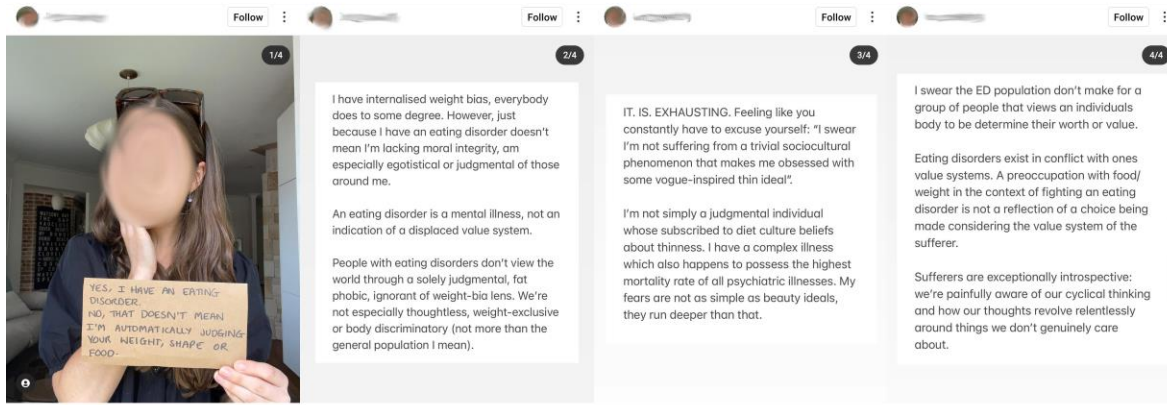 Follow
1/4
YES, I HAVE AN EATING
DISORDER.
NO, THAT DOESN'T MEAN
I'M AUTOMATICALLY JUDGING
YOUR WEIGHT, SHAPE OR
FOOD.
Follow
2/4
I have internalised weight bias, everybody
does to some degree. However, just
because I have an eating disorder doesn't
mean I'm lacking moral integrity, am
especially egotistical or judgmental of those
around me.
An eating disorder is a mental illness, not an
indication of a displaced value system.
People with eating disorders don't view the
world through a solely judgmental, fat
phobic, ignorant of weight-bia lens. We're
not especially thoughtless, weight-exclusive
or body discriminatory (not more than the
general population I mean).
Follow
3/4
IT. IS. EXHAUSTING. Feeling like you
constantly have to excuse yourself: "I swear
I'm not suffering from a trivial sociocultural
phenomenon that makes me obsessed with
some vogue-inspired thin ideal".
I'm not simply a judgmental individual
whose subscribed to diet culture beliefs
about thinness. I have a complex illness
which also happens to possess the highest
mortality rate of all psychiatric illnesses. My
fears are not as simple as beauty ideals,
they run deeper than that.
Follow
4/4
I swear the ED population don't make for a
group of people that views an individuals
body to be determine their worth or value.
Eating disorders exist in conflict with ones
value systems. A preoccupation with food/
weight in the context of fighting an eating
disorder is not a reflection of a choice being
made considering the value system of the
sufferer.
Sufferers are exceptionally introspective:
we're painfully aware of our cyclical thinking
and how our thoughts revolve relentlessly
around things we don't genuinely care
about.